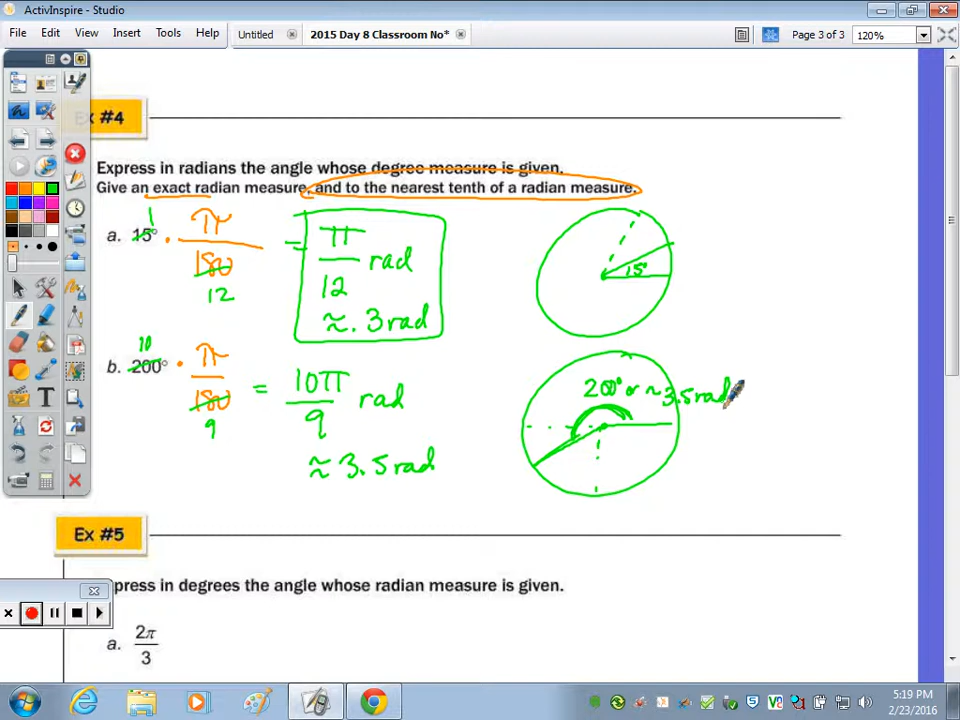 ActivInspire - Studio
File Edit View Insert Tools Help Untitled 2015 Day 8 Classroom No* Page 3 of 3 120%
Ex #4
Express in radians the angle whose degree measure is given.
Give an exact radian measure, and to the nearest tenth of a radian measure.
a. 15° · π/180 = π/12 rad
1
12
≈ .3 rad
15°
b. 200° · π/180 = 10π/9 rad
10
9
≈ 3.5 rad
200° or ≈ 3.5 rad
Ex #5
press in degrees the angle whose radian measure is given.
a. 2π/3
5:19 PM
2/23/2016